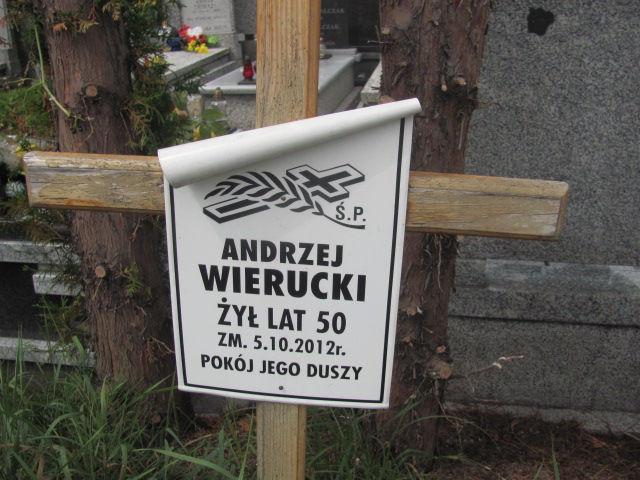 Ś.P.
ANDRZEJ
WIERUCKI
ŻYŁ LAT 50
ZM. 5.10.2012r.
POKÓJ JEGO DUSZY